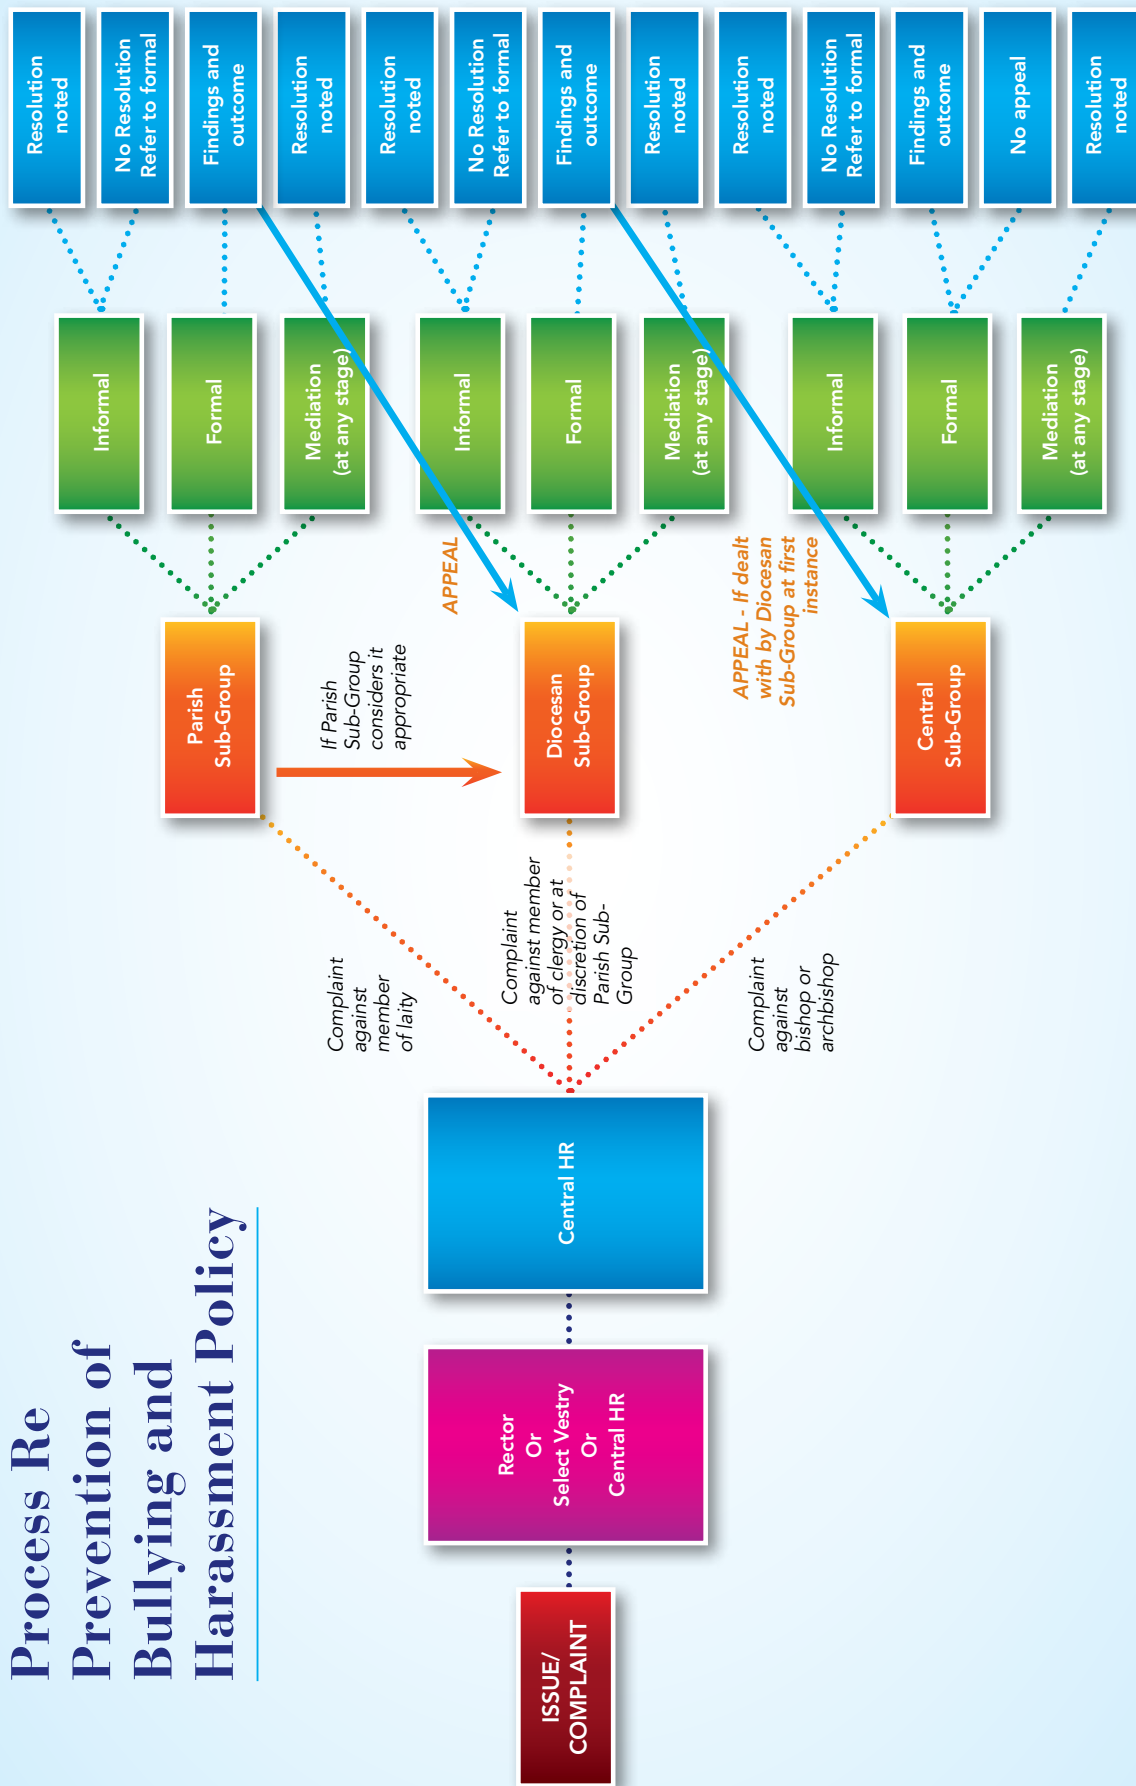 Process Re
Prevention of
Bullying and
Harassment Policy
ISSUE/
COMPLAINT
Rector
Or
Select Vestry
Or
Central HR
Central HR
Complaint
against
member
of laity
Complaint
against member
of clergy or at
discretion of
Parish Sub-
Group
Complaint
against
bishop or
archbishop
Parish
Sub-Group
If Parish
Sub-Group
considers it
appropriate
Diocesan
Sub-Group
Central
Sub-Group
APPEAL
APPEAL - If dealt
with by Diocesan
Sub-Group at first
instance
Informal
Formal
Mediation
(at any stage)
Informal
Formal
Mediation
(at any stage)
Informal
Formal
Mediation
(at any stage)
Resolution
noted
No Resolution
Refer to formal
Findings and
outcome
Resolution
noted
Resolution
noted
No Resolution
Refer to formal
Findings and
outcome
Resolution
noted
Resolution
noted
No Resolution
Refer to formal
Findings and
outcome
No appeal
Resolution
noted